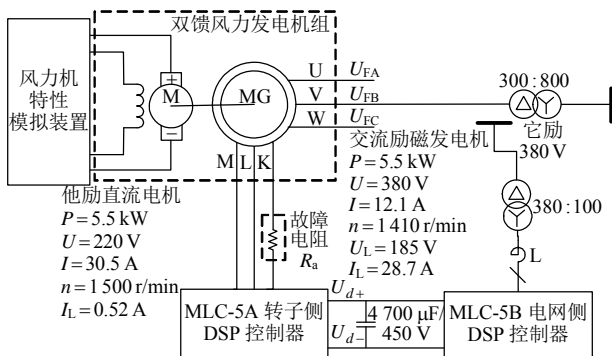 双馈风力发电机组
风力机
特性
模拟装置
+
M
−
MG
U
V
W
U_FA
U_FB
U_FC
300:800
它励
380 V
M L K
交流励磁发电机
P = 5.5 kW
U = 380 V
I = 12.1 A
n = 1 410 r/min
U_L = 185 V
I_L = 28.7 A
380:100
L
他励直流电机
P = 5.5 kW
U = 220 V
I = 30.5 A
n = 1 500 r/min
I_L = 0.52 A
故障
电阻
R_a
MLC-5A 转子侧
DSP 控制器
U_d+
U_d−
4 700 μF/
450 V
MLC-5B 电网侧
DSP 控制器